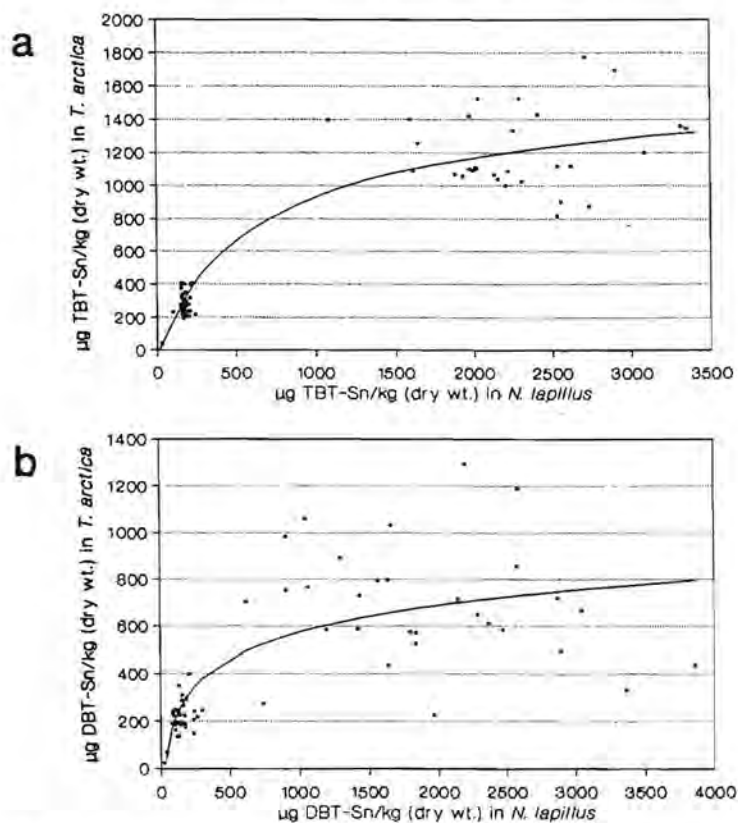 a
2000
1800
1600
1400
1200
1000
800
600
400
200
0
µg TBT-Sn/kg (dry wt.) in T. arctica
0 500 1000 1500 2000 2500 3000 3500
µg TBT-Sn/kg (dry wt.) in N. lapillus
b
1400
1200
1000
800
600
400
200
0
µg DBT-Sn/kg (dry wt.) in T. arctica
0 500 1000 1500 2000 2500 3000 3500 4000
µg DBT-Sn/kg (dry wt.) in N. lapillus